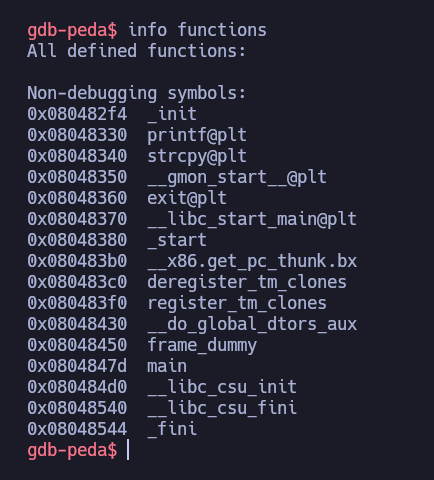 gdb-peda$ info functions
All defined functions:

Non-debugging symbols:
0x080482f4  _init
0x08048330  printf@plt
0x08048340  strcpy@plt
0x08048350  __gmon_start__@plt
0x08048360  exit@plt
0x08048370  __libc_start_main@plt
0x08048380  _start
0x080483b0  __x86.get_pc_thunk.bx
0x080483c0  deregister_tm_clones
0x080483f0  register_tm_clones
0x08048430  __do_global_dtors_aux
0x08048450  frame_dummy
0x0804847d  main
0x080484d0  __libc_csu_init
0x08048540  __libc_csu_fini
0x08048544  _fini
gdb-peda$